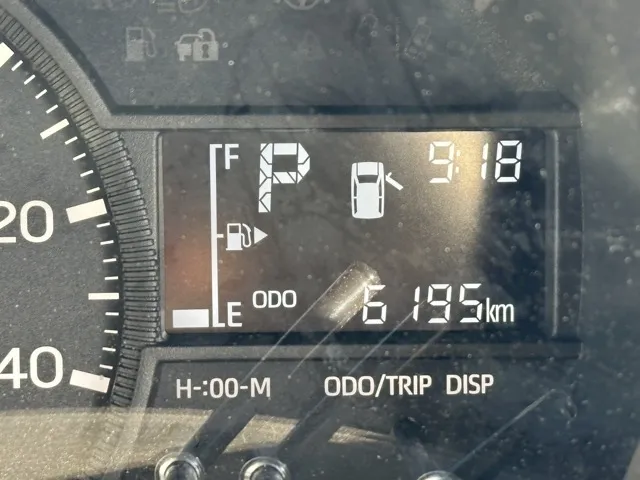 F P 9:18
20
E ODO 6195km
40
H-:00-M ODO/TRIP DISP